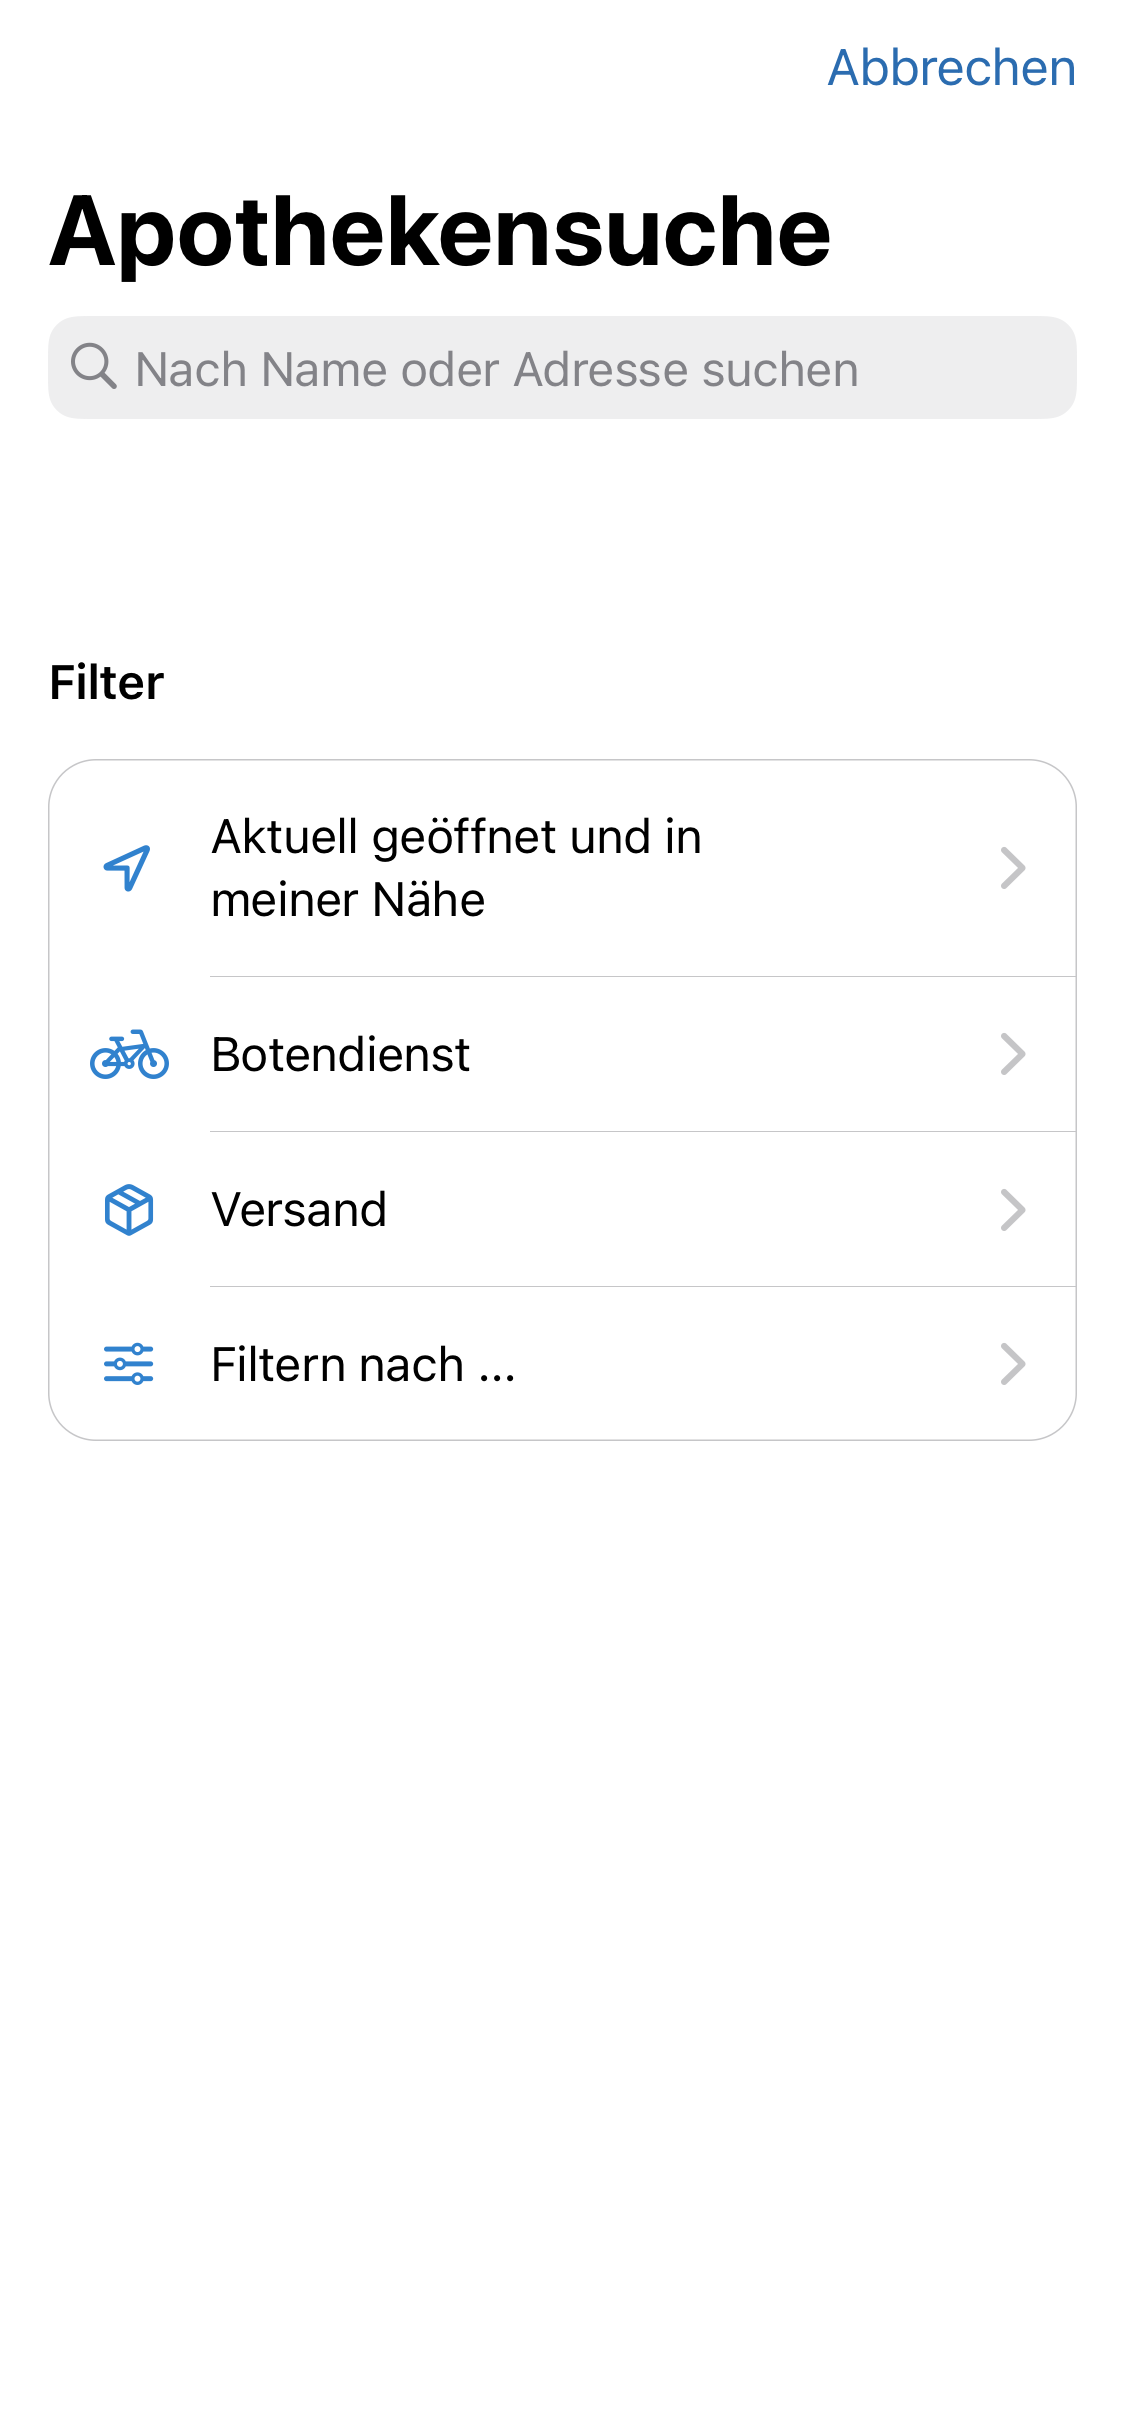 Abbrechen
Apothekensuche
Nach Name oder Adresse suchen
Filter
Aktuell geöffnet und in
meiner Nähe
Botendienst
Versand
Filtern nach ...